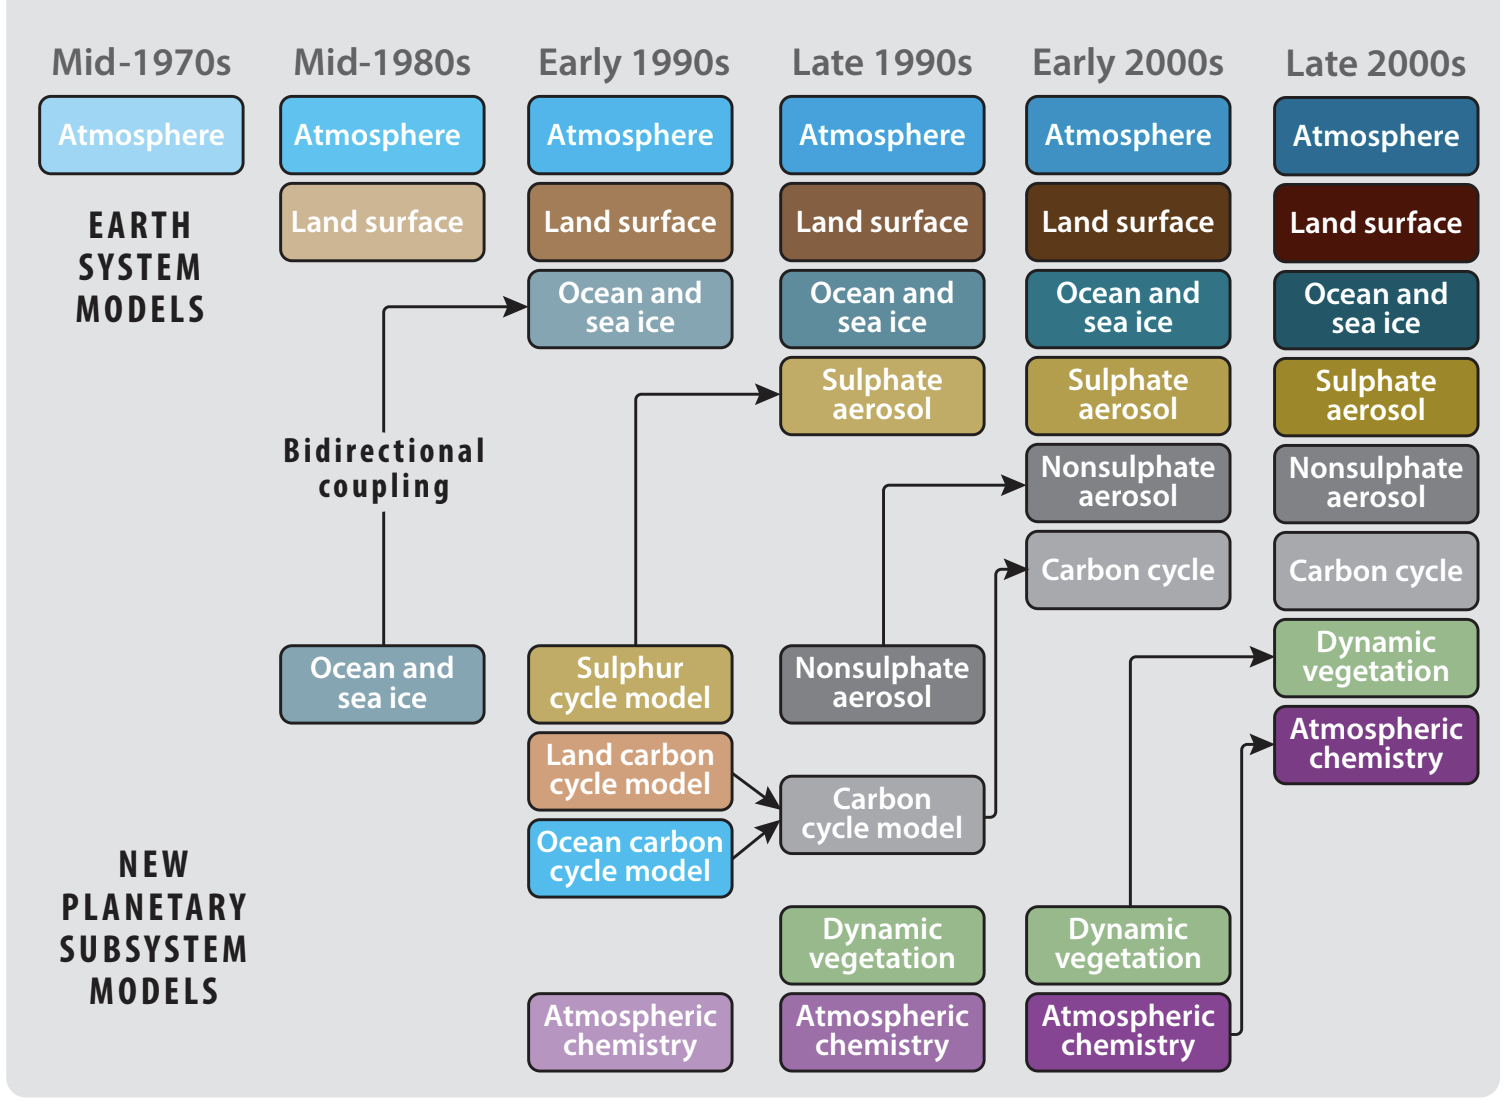 Mid-1970s
Mid-1980s
Early 1990s
Late 1990s
Early 2000s
Late 2000s
Atmosphere
Atmosphere
Atmosphere
Atmosphere
Atmosphere
Atmosphere
EARTH
SYSTEM
MODELS
Land surface
Land surface
Land surface
Land surface
Land surface
Ocean and
sea ice
Ocean and
sea ice
Ocean and
sea ice
Ocean and
sea ice
Sulphate
aerosol
Sulphate
aerosol
Sulphate
aerosol
Bidirectional
coupling
Nonsulphate
aerosol
Nonsulphate
aerosol
Carbon cycle
Carbon cycle
Dynamic
vegetation
Atmospheric
chemistry
NEW
PLANETARY
SUBSYSTEM
MODELS
Ocean and
sea ice
Sulphur
cycle model
Nonsulphate
aerosol
Land carbon
cycle model
Ocean carbon
cycle model
Carbon
cycle model
Dynamic
vegetation
Dynamic
vegetation
Atmospheric
chemistry
Atmospheric
chemistry
Atmospheric
chemistry